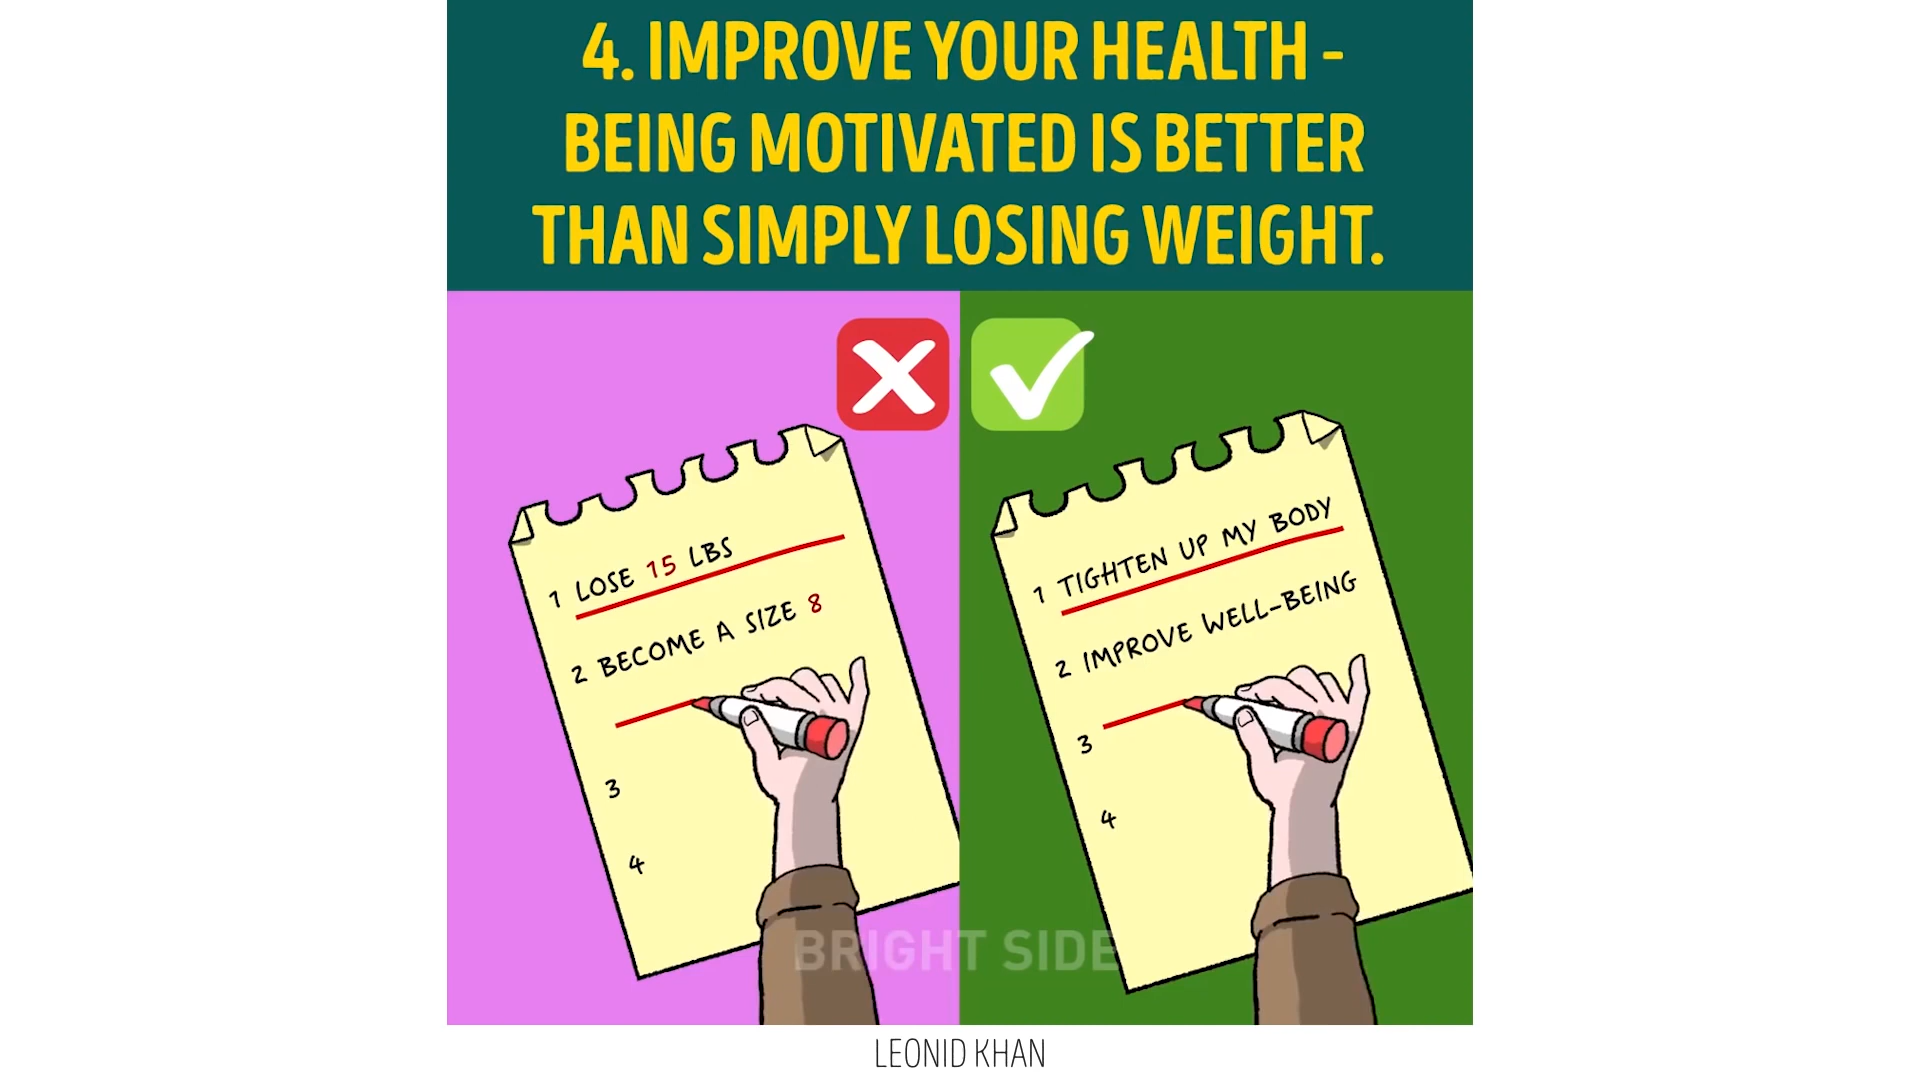 4. IMPROVE YOUR HEALTH -
BEING MOTIVATED IS BETTER
THAN SIMPLY LOSING WEIGHT.
1 LOSE 15 LBS
2 BECOME A SIZE 8
3
4
1 TIGHTEN UP MY BODY
2 IMPROVE WELL-BEING
3
4
BRIGHT SIDE
LEONID KHAN